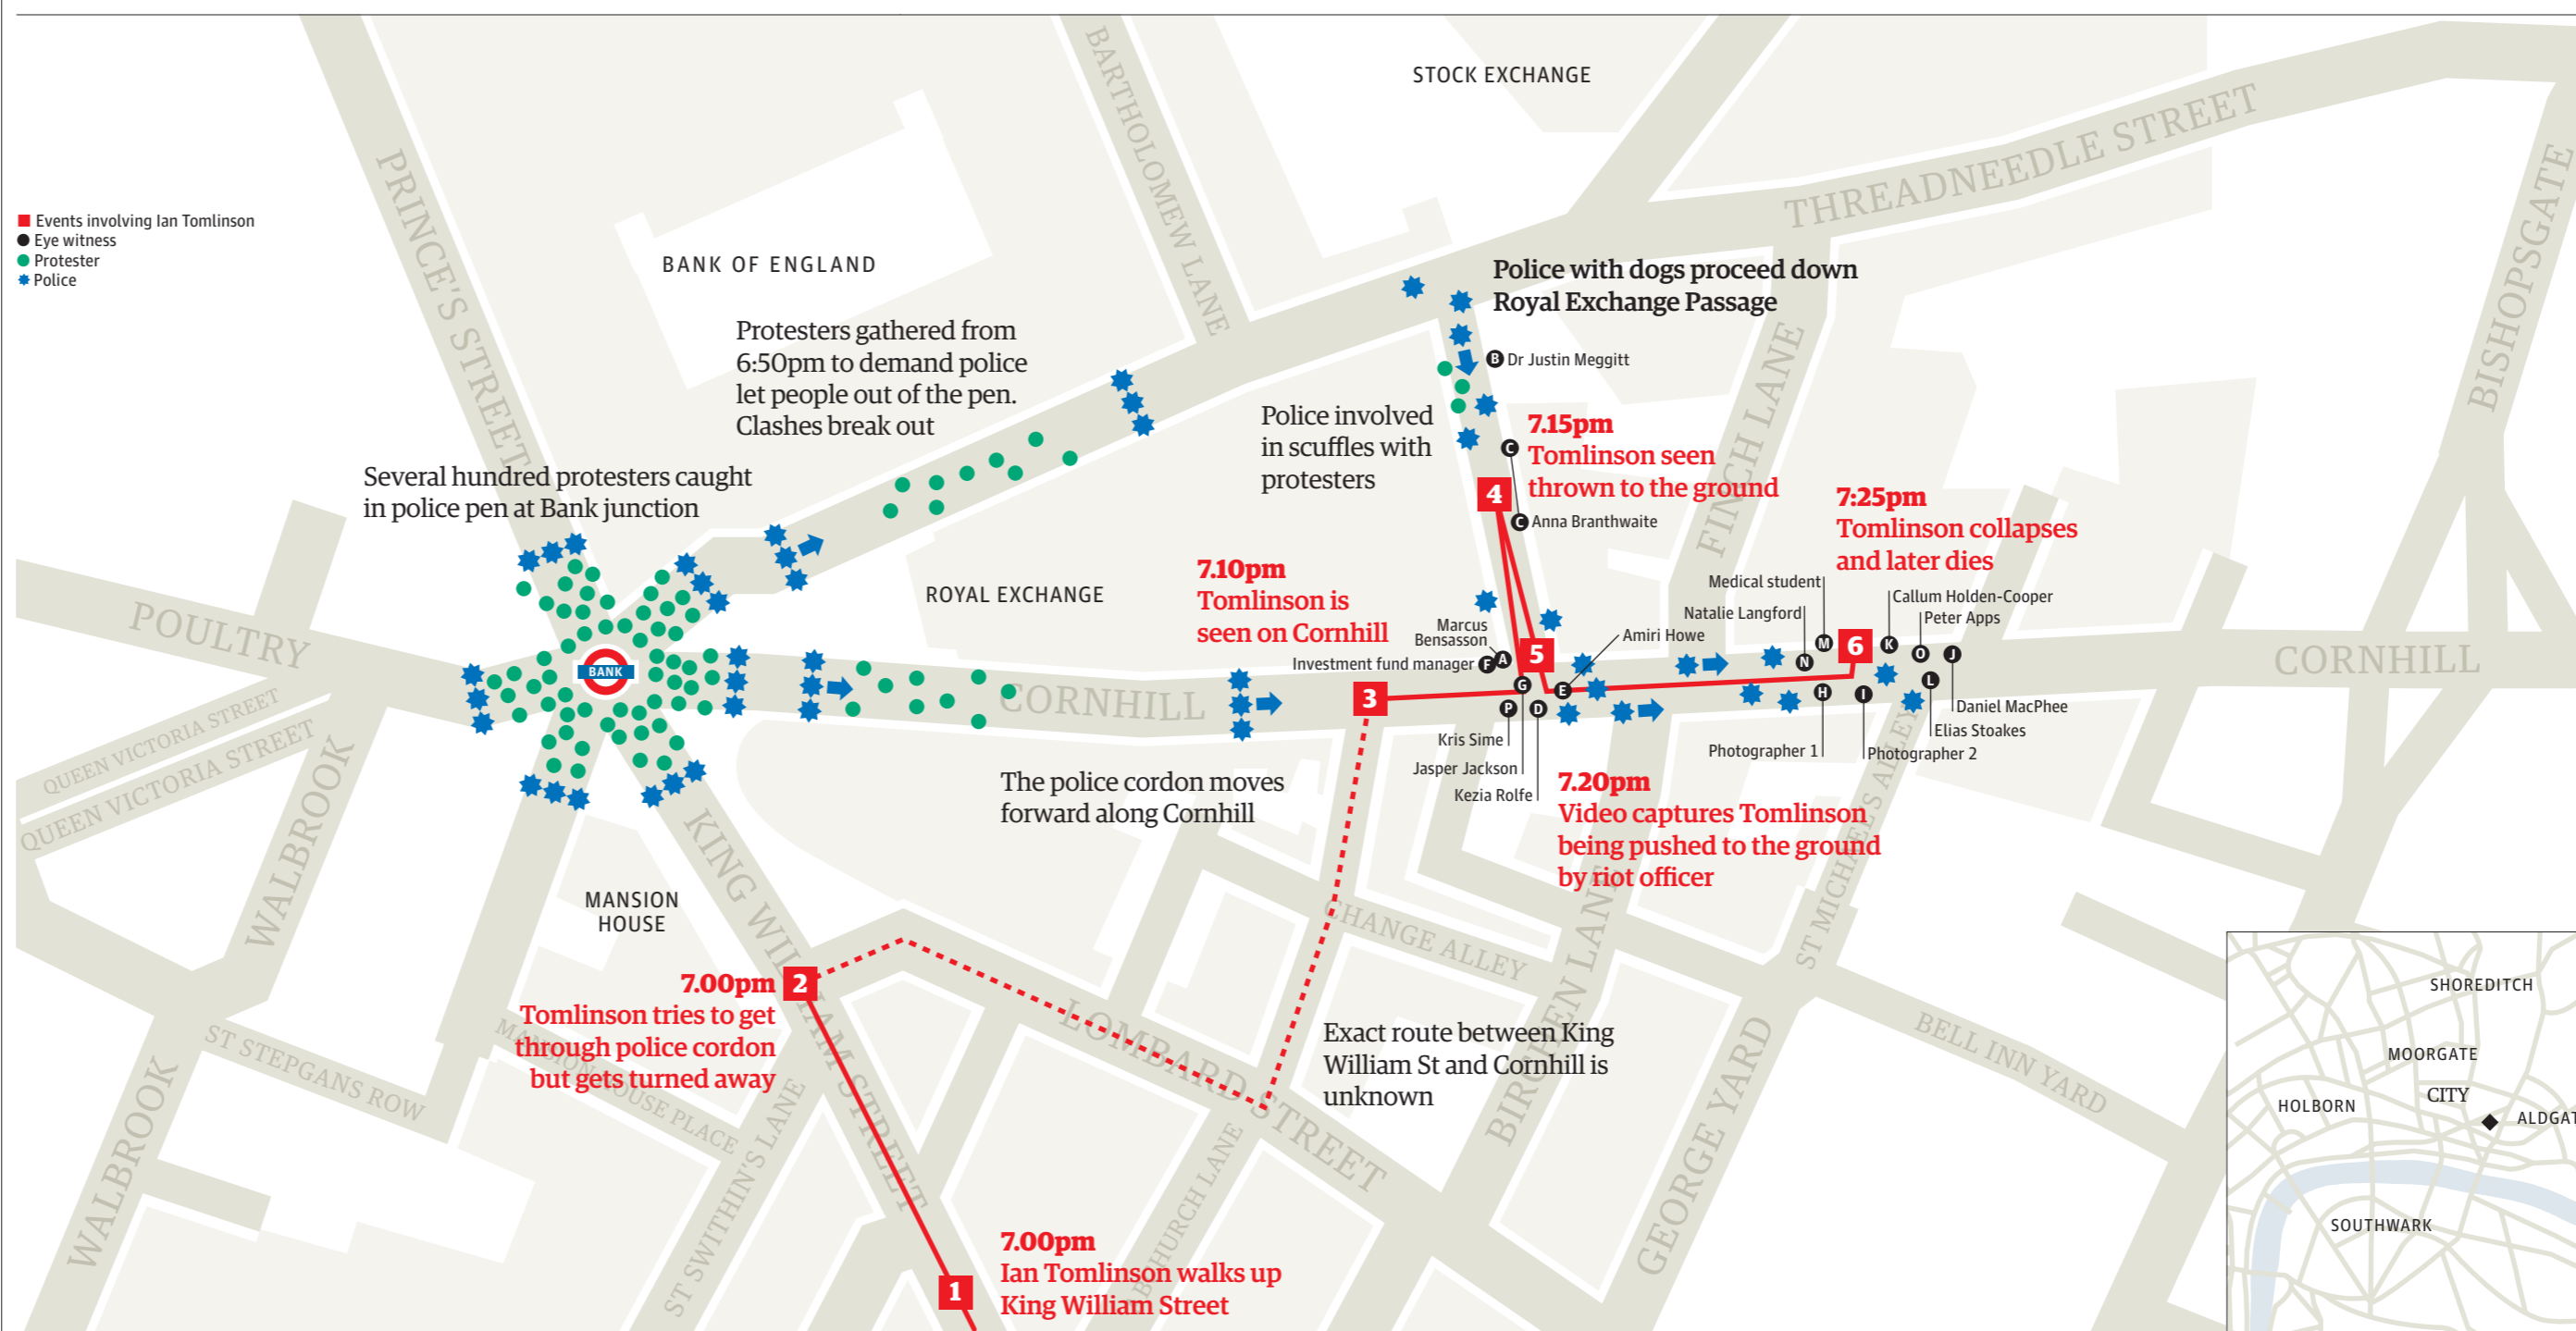 STOCK EXCHANGE
BARTHOLOMEW LANE
THREADNEEDLE STREET
BISHOPSGATE
PRINCE'S STREET
Events involving Ian Tomlinson
Eye witness
Protester
Police
BANK OF ENGLAND
Police with dogs proceed down
Royal Exchange Passage
Protesters gathered from
6:50pm to demand police
let people out of the pen.
Clashes break out
B Dr Justin Meggitt
FINCH LANE
Police involved
in scuffles with
protesters
7.15pm
Tomlinson seen
thrown to the ground
C
4
C Anna Branthwaite
Several hundred protesters caught
in police pen at Bank junction
7:25pm
Tomlinson collapses
and later dies
7.10pm
Tomlinson is
seen on Cornhill
ROYAL EXCHANGE
Medical student
Natalie Langford
Callum Holden-Cooper
Peter Apps
Marcus
Bensasson A
Investment fund manager F
5
Amiri Howe
M
N
6
K
O
J
POULTRY
BANK
CORNHILL
3
G
E
P
D
H
I
L
CORNHILL
QUEEN VICTORIA STREET
QUEEN VICTORIA STREET
Kris Sime
Jasper Jackson
Kezia Rolfe
Photographer 1
Photographer 2
Daniel MacPhee
Elias Stoakes
The police cordon moves
forward along Cornhill
7.20pm
Video captures Tomlinson
being pushed to the ground
by riot officer
WALBROOK
KING WILLIAM STREET
MANSION
HOUSE
CHANGE ALLEY
BIRCHEN LANE
ST MICHAEL'S ALLEY
7.00pm
Tomlinson tries to get
through police cordon
but gets turned away
2
LOMBARD STREET
Exact route between King
William St and Cornhill is
unknown
ST STEPGANS ROW
MANSION HOUSE PLACE
ST SWITHIN'S LANE
WALBROOK
GEORGE YARD
BELL INN YARD
ABCHURCH LANE
7.00pm
Ian Tomlinson walks up
King William Street
1
SHOREDITCH
MOORGATE
CITY
HOLBORN
ALDGAT
SOUTHWARK